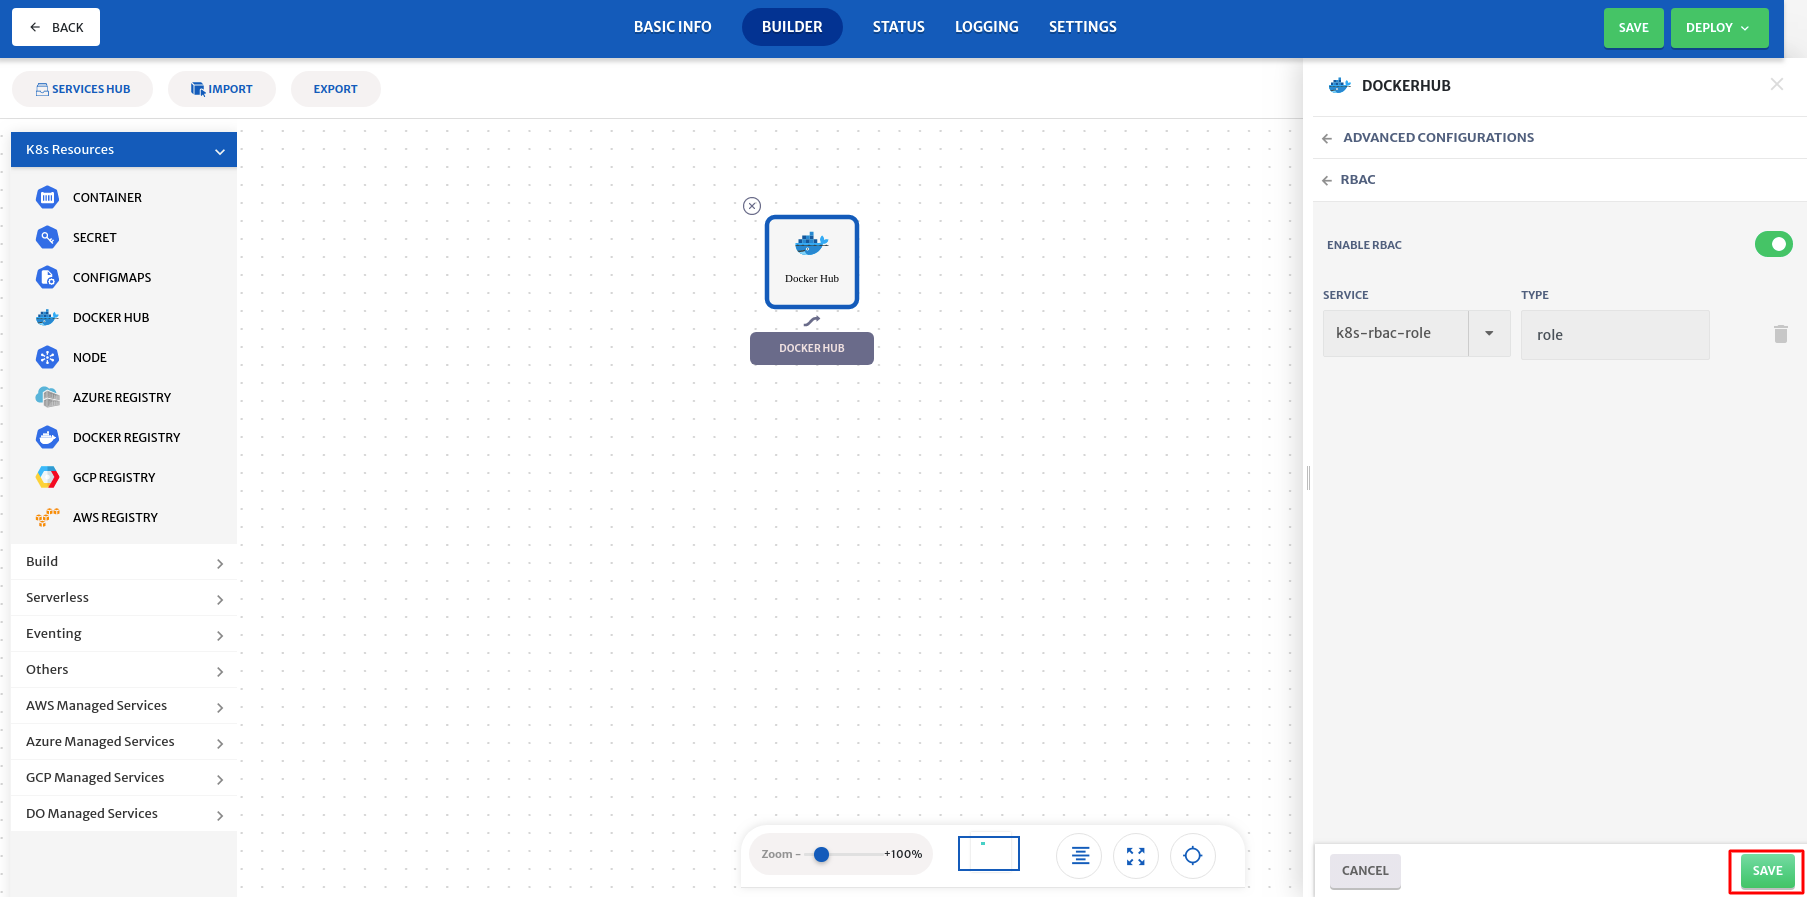 BACK
BASIC INFO
BUILDER
STATUS
LOGGING
SETTINGS
SAVE
DEPLOY
SERVICES HUB
IMPORT
EXPORT
K8s Resources
CONTAINER
SECRET
CONFIGMAPS
DOCKER HUB
NODE
AZURE REGISTRY
DOCKER REGISTRY
GCP REGISTRY
AWS REGISTRY
Build
Serverless
Eventing
Others
AWS Managed Services
Azure Managed Services
GCP Managed Services
DO Managed Services
Docker Hub
DOCKER HUB
Zoom - +100%
DOCKERHUB
ADVANCED CONFIGURATIONS
RBAC
ENABLE RBAC
SERVICE
TYPE
k8s-rbac-role
role
CANCEL
SAVE